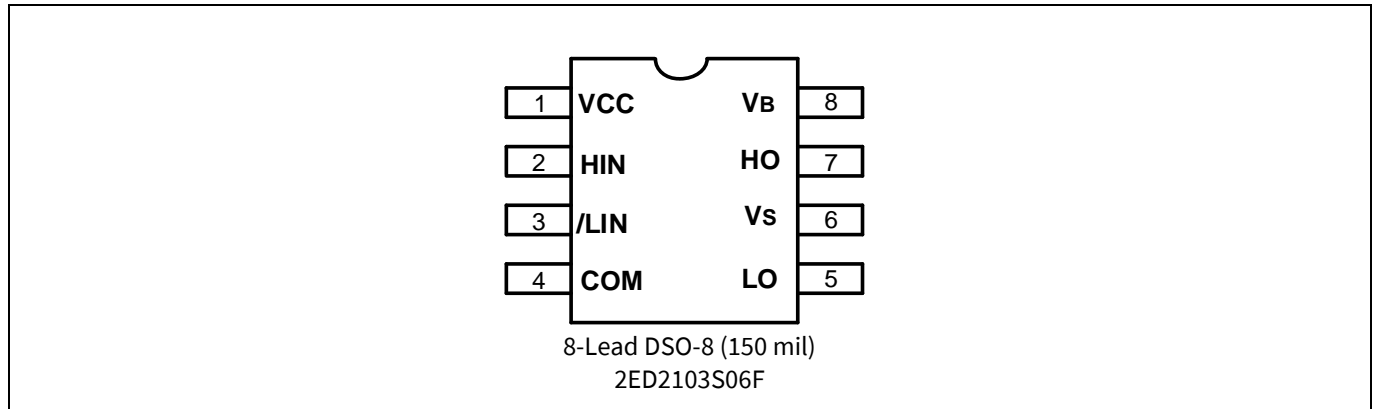 1 VCC VB 8
2 HIN HO 7
3 /LIN VS 6
4 COM LO 5
8-Lead DSO-8 (150 mil)
2ED2103S06F